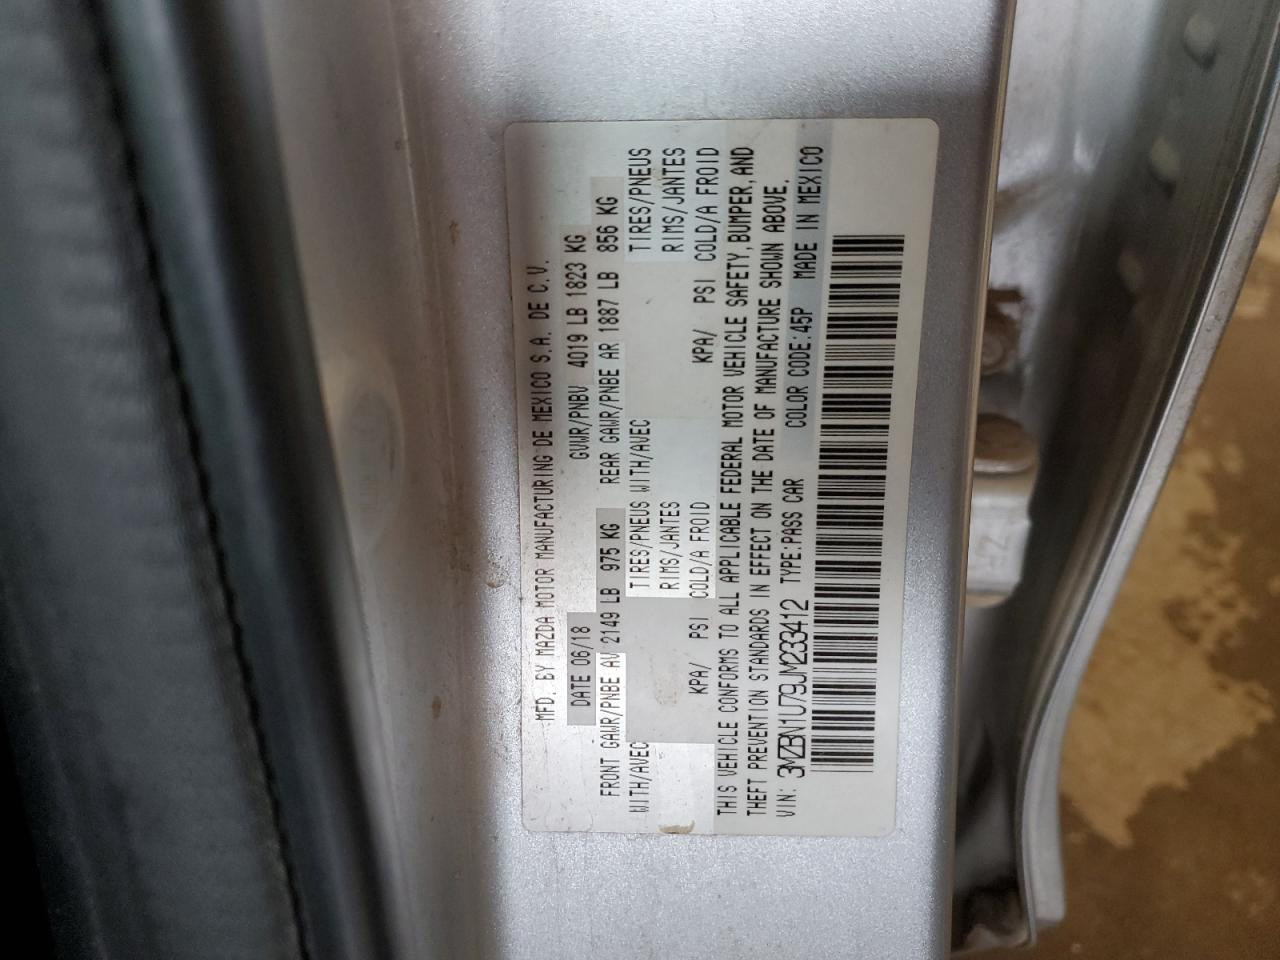 MFD. BY MAZDA MOTOR MANUFACTURING DE MEXICO S.A. DE C.V.
DATE 06/18 GVWR/PNBV 4019 LB 1823 KG
FRONT GAWR/PNBE AV 2149 LB 975 KG REAR GAWR/PNBE AR 1887 LB 856 KG
WITH/AVEC TIRES/PNEUS WITH/AVEC TIRES/PNEUS
RIMS/JANTES RIMS/JANTES
KPA/ PSI COLD/A FROID KPA/ PSI COLD/A FROID
THIS VEHICLE CONFORMS TO ALL APPLICABLE FEDERAL MOTOR VEHICLE SAFETY, BUMPER, AND
THEFT PREVENTION STANDARDS IN EFFECT ON THE DATE OF MANUFACTURE SHOWN ABOVE.
VIN: 3MZBN1U79JM233412 TYPE:PASS CAR COLOR CODE:45P MADE IN MEXICO